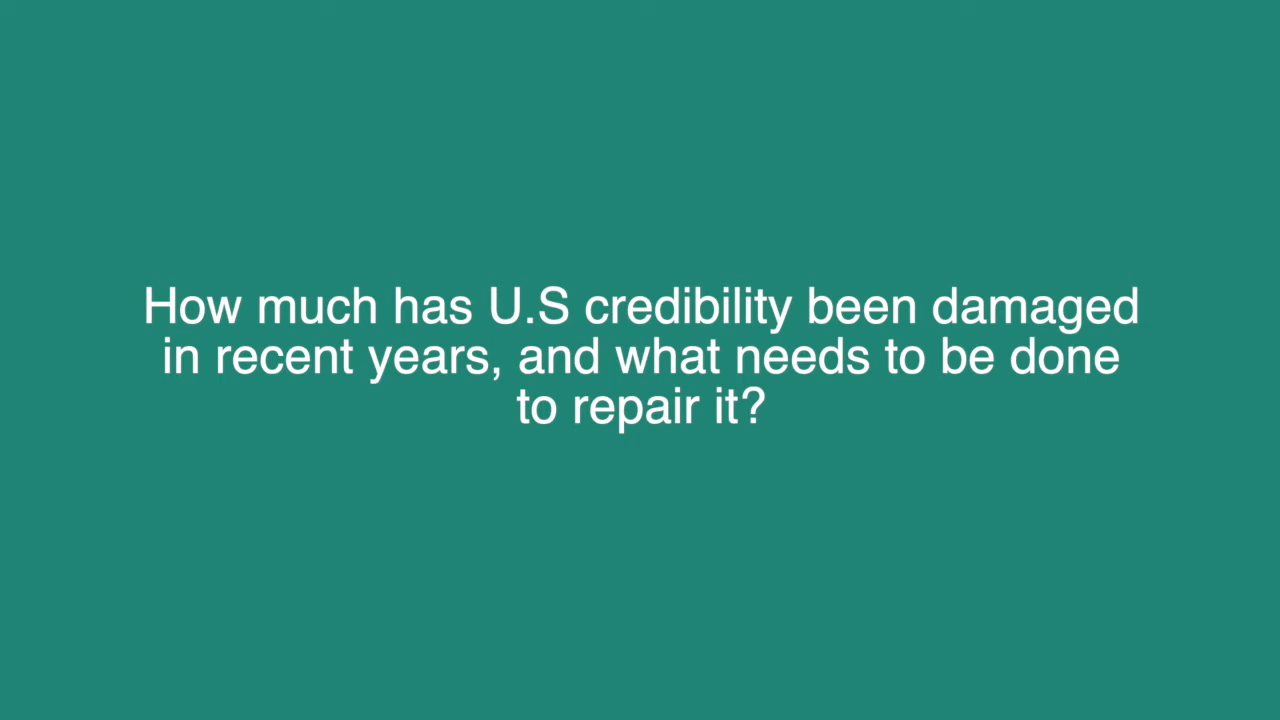 How much has U.S credibility been damaged
in recent years, and what needs to be done
to repair it?